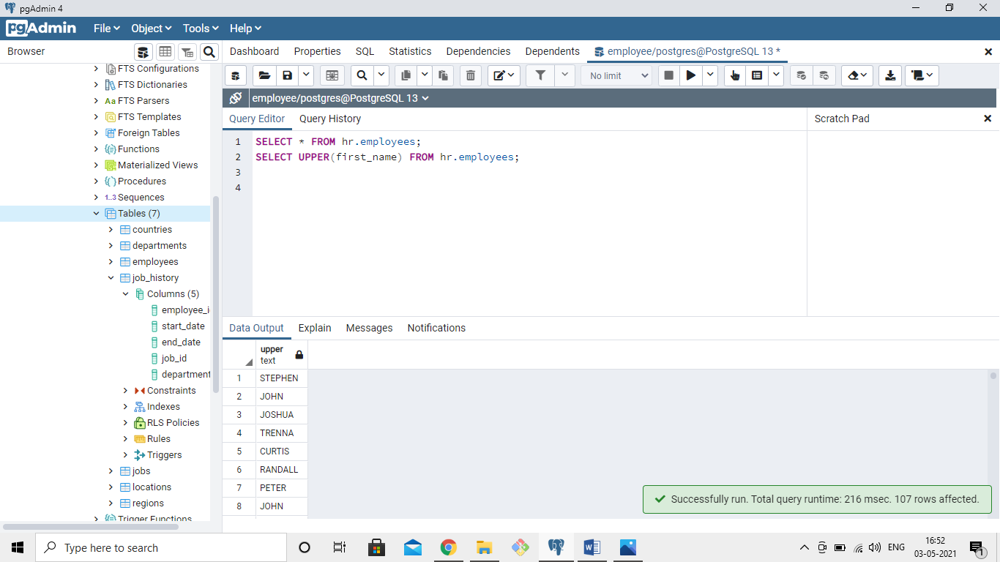 pgAdmin 4
pgAdmin File Object Tools Help
Browser
Dashboard Properties SQL Statistics Dependencies Dependents employee/postgres@PostgreSQL 13 *
FTS Configurations
Aa FTS Dictionaries
FTS Parsers
FTS Templates
Foreign Tables
Functions
Materialized Views
Procedures
1..3 Sequences
Tables (7)
countries
departments
employees
job_history
Columns (5)
employee_i
start_date
end_date
job_id
department
Constraints
Indexes
RLS Policies
Rules
Triggers
jobs
locations
regions
Trigger Functions
No limit
employee/postgres@PostgreSQL 13
Query Editor Query History
Scratch Pad
1 SELECT * FROM hr.employees;
2 SELECT UPPER(first_name) FROM hr.employees;
3
4
Data Output Explain Messages Notifications
upper
text
1 STEPHEN
2 JOHN
3 JOSHUA
4 TRENNA
5 CURTIS
6 RANDALL
7 PETER
8 JOHN
Successfully run. Total query runtime: 216 msec. 107 rows affected.
Type here to search
ENG
16:52
03-05-2021
1